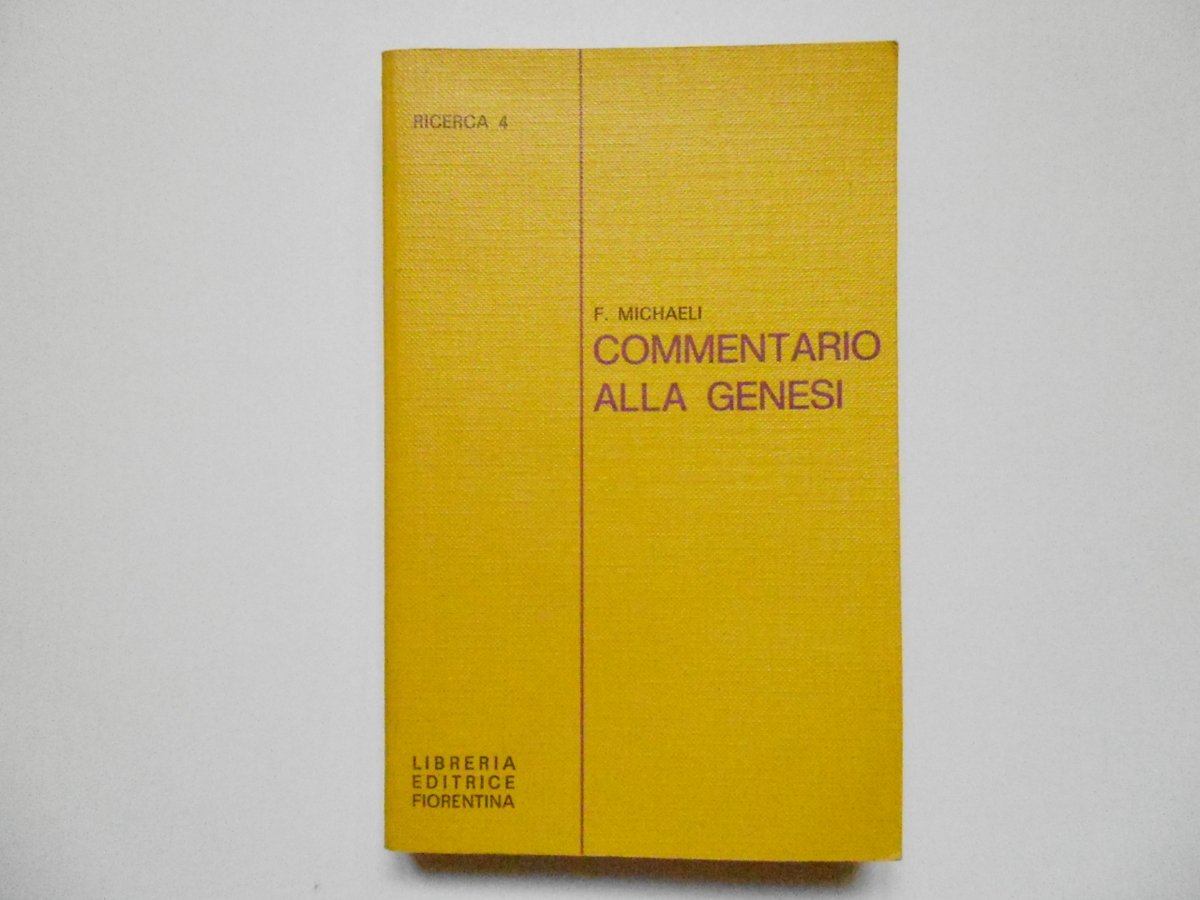 RICERCA 4
F. MICHAELI
COMMENTARIO
ALLA GENESI
LIBRERIA
EDITRICE
FIORENTINA